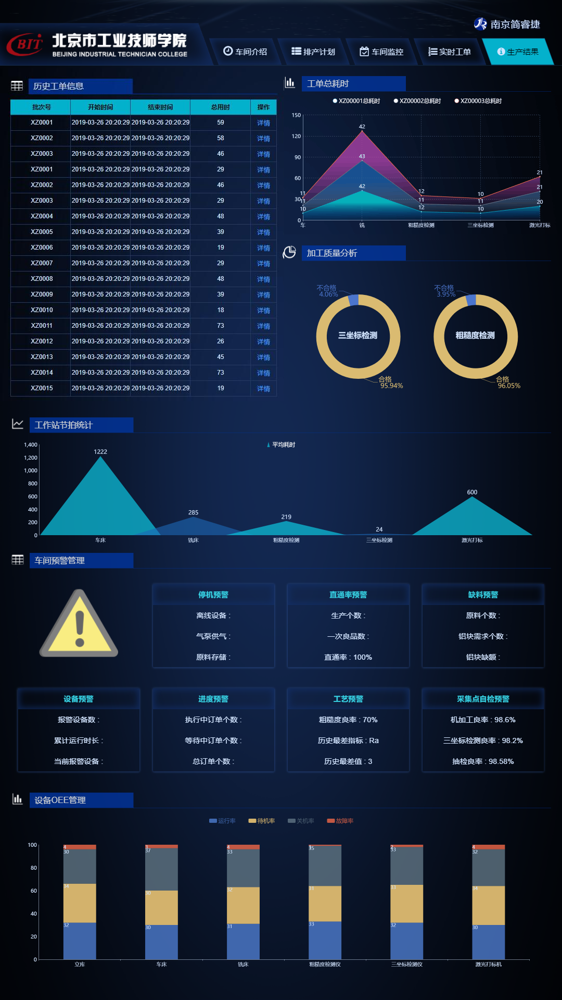 南京简睿捷
BIT
北京市工业技师学院
BEIJING INDUSTRIAL TECHNICIAN COLLEGE
车间介绍 排产计划 车间监控 实时工单 生产结果
历史工单信息
批次号 开始时间 结束时间 总用时 操作
XZ0001 2019-03-26 20:20:29 2019-03-26 20:20:29 59 详情
XZ0002 2019-03-26 20:20:29 2019-03-26 20:20:29 58 详情
XZ0003 2019-03-26 20:20:29 2019-03-26 20:20:29 46 详情
XZ0001 2019-03-26 20:20:29 2019-03-26 20:20:29 29 详情
XZ0002 2019-03-26 20:20:29 2019-03-26 20:20:29 46 详情
XZ0003 2019-03-26 20:20:29 2019-03-26 20:20:29 29 详情
XZ0004 2019-03-26 20:20:29 2019-03-26 20:20:29 48 详情
XZ0005 2019-03-26 20:20:29 2019-03-26 20:20:29 39 详情
XZ0006 2019-03-26 20:20:29 2019-03-26 20:20:29 19 详情
XZ0007 2019-03-26 20:20:29 2019-03-26 20:20:29 29 详情
XZ0008 2019-03-26 20:20:29 2019-03-26 20:20:29 48 详情
XZ0009 2019-03-26 20:20:29 2019-03-26 20:20:29 39 详情
XZ0010 2019-03-26 20:20:29 2019-03-26 20:20:29 18 详情
XZ0011 2019-03-26 20:20:29 2019-03-26 20:20:29 73 详情
XZ0012 2019-03-26 20:20:29 2019-03-26 20:20:29 26 详情
XZ0013 2019-03-26 20:20:29 2019-03-26 20:20:29 45 详情
XZ0014 2019-03-26 20:20:29 2019-03-26 20:20:29 73 详情
XZ0015 2019-03-26 20:20:29 2019-03-26 20:20:29 19 详情
工单总耗时
XZ00001总耗时 XZ00002总耗时 XZ00003总耗时
150
120
90
60
30
0
11 42 12 10 21
11 43 11 11 21
10 42 12 10 20
车 铣 粗糙度检测 三坐标检测 激光打标
加工质量分析
不合格
4.06%
三坐标检测
合格
95.94%
不合格
3.95%
粗糙度检测
合格
96.05%
工作站节拍统计
平均耗时
1,400
1,200
1,000
800
600
400
200
0
1222 285 219 24 600
车床 铣床 粗糙度检测 三坐标检测 激光打标
车间预警管理
停机预警
离线设备 :
气泵供气 :
原料存储 :
直通率预警
生产个数 :
一次良品数 :
直通率 : 100%
缺料预警
原料个数 :
铝块需求个数 :
铝块缺额 :
设备预警
报警设备数 :
累计运行时长 :
当前报警设备 :
进度预警
执行中订单个数 :
等待中订单个数 :
总订单个数 :
工艺预警
粗糙度良率 : 70%
历史最差指标 : Ra
历史最差值 : 3
采集点自检预警
机加工良率 : 98.6%
三坐标检测良率 : 98.2%
抽检良率 : 98.58%
设备OEE管理
运行率 待机率 关机率 故障率
100
80
60
40
20
0
4 3 4 1 2 4
30 37 33 35 33 32
34 30 32 31 33 34
32 30 31 33 32 30
立库 车床 铣床 粗糙度检测仪 三坐标检测仪 激光打标机